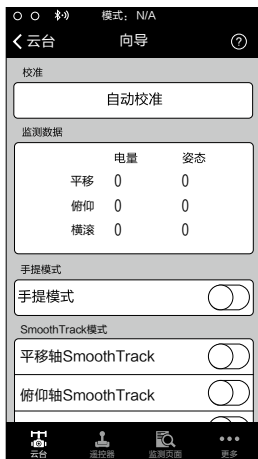 模式：N/A
云台 向导 ?
校准
自动校准
监测数据
电量 姿态
平移 0 0
俯仰 0 0
横滚 0 0
手提模式
手提模式
SmoothTrack模式
平移轴SmoothTrack
俯仰轴SmoothTrack
云台 遥控器 监测页面 更多